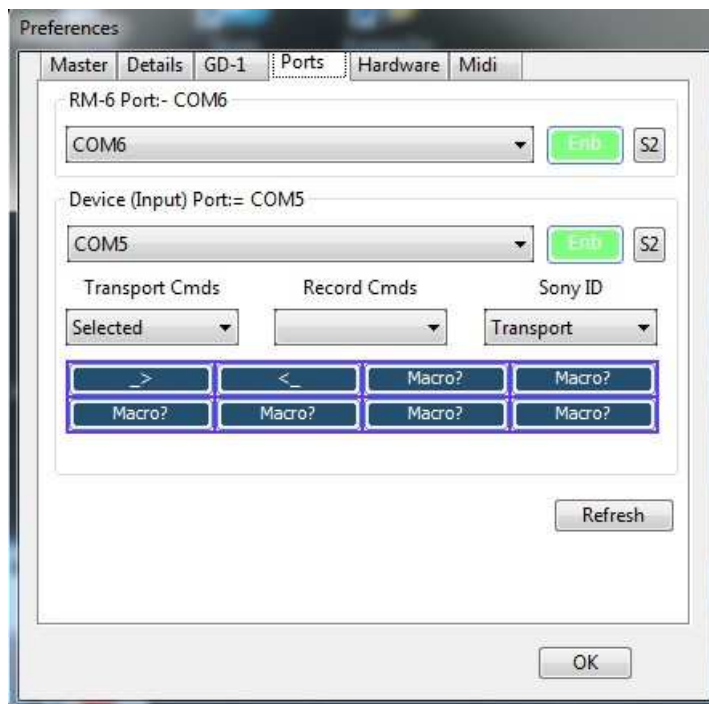 Preferences
Master Details GD-1 Ports Hardware Midi
RM-6 Port:- COM6
COM6 Enb S2
Device (Input) Port:= COM5
COM5 Enb S2
Transport Cmds Record Cmds Sony ID
Selected Transport
_> <_ Macro? Macro?
Macro? Macro? Macro? Macro?
Refresh
OK